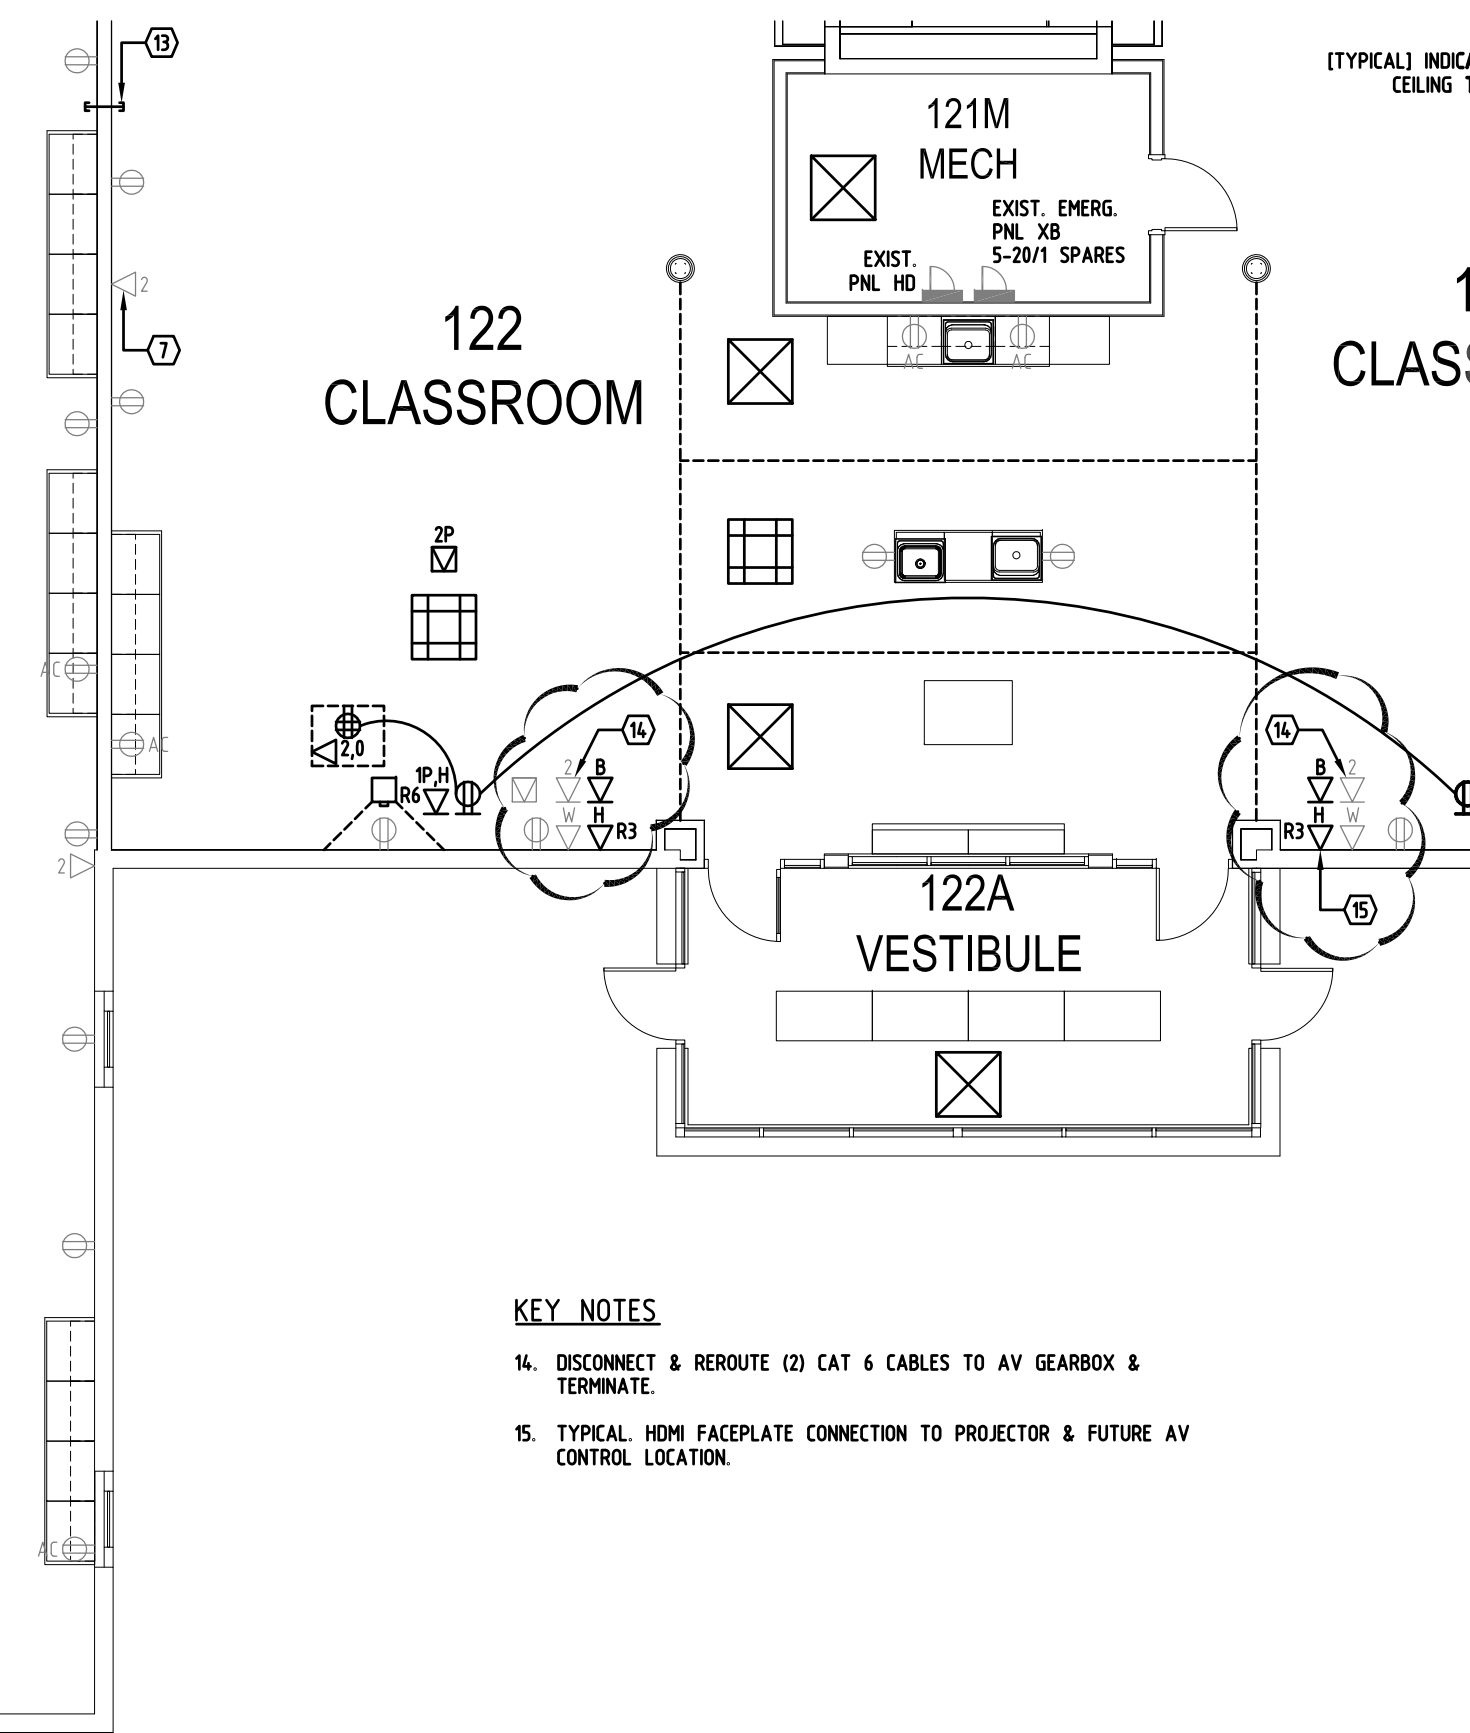 13
[TYPICAL] INDICA
CEILING T
121M
MECH
EXIST. EMERG.
PNL XB
5-20/1 SPARES
EXIST.
PNL HD
2
7
122
CLASSROOM
1
CLASS
AC
AC
2P
AC
AC
2,0
1P,H
R6
14
2
B
W
H
R3
14
B
2
H
W
R3
2
15
122A
VESTIBULE
KEY NOTES
14. DISCONNECT & REROUTE (2) CAT 6 CABLES TO AV GEARBOX &
TERMINATE.
15. TYPICAL. HDMI FACEPLATE CONNECTION TO PROJECTOR & FUTURE AV
CONTROL LOCATION.
AC